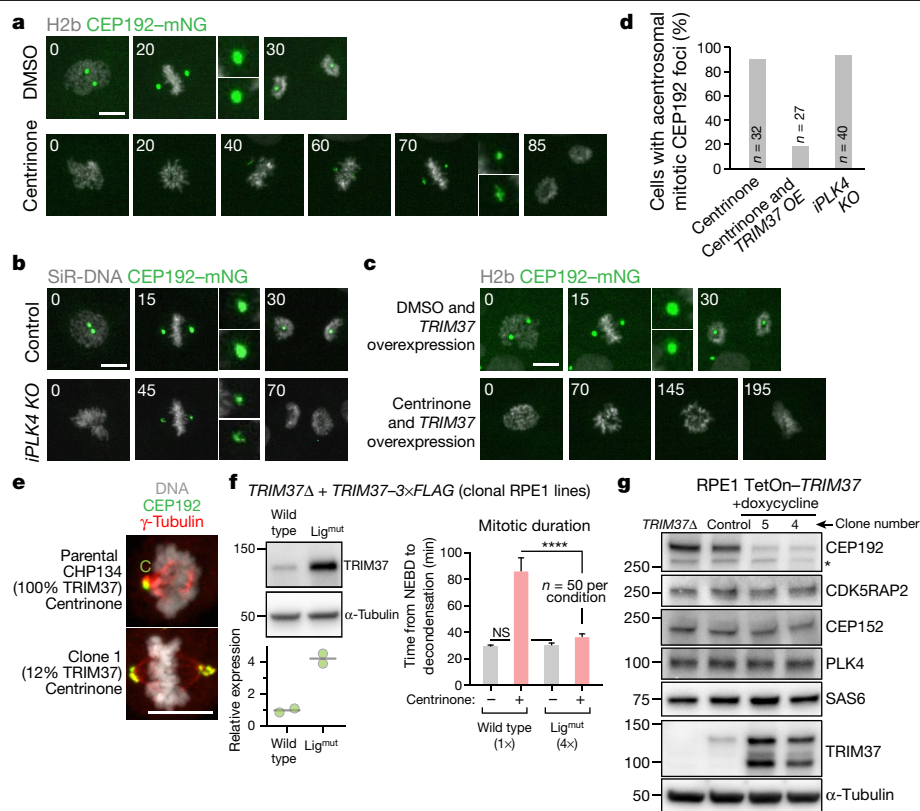 a
H2b CEP192–mNG
DMSO
0
20
30
Centrinone
0
20
40
60
70
85
b
SiR-DNA CEP192–mNG
Control
0
15
30
iPLK4 KO
0
45
70
c
H2b CEP192–mNG
DMSO and
TRIM37
overexpression
0
15
30
Centrinone
and TRIM37
overexpression
0
70
145
195
d
Cells with acentrosomal
mitotic CEP192 foci (%)
100
80
60
40
20
0
n = 32
n = 27
n = 40
Centrinone
Centrinone and
TRIM37 OE
iPLK4
KO
e
DNA
CEP192
γ-Tubulin
Parental
CHP134
(100% TRIM37)
Centrinone
C
Clone 1
(12% TRIM37)
Centrinone
f
TRIM37Δ + TRIM37–3×FLAG (clonal RPE1 lines)
Wild
type
Ligmut
150
TRIM37
50
α-Tubulin
Relative expression
4
2
0
Wild
type
Ligmut
Mitotic duration
Time from NEBD to
decondensation (min)
100
80
60
40
20
0
NS
****
n = 50 per
condition
Centrinone:
– + – +
Wild type
(1×)
Ligmut
(4×)
g
RPE1 TetOn–TRIM37
+doxycycline
TRIM37Δ Control 5 4 Clone number
CEP192
250
*
250
CDK5RAP2
250
CEP152
100
PLK4
75
SAS6
150
TRIM37
100
50
α-Tubulin